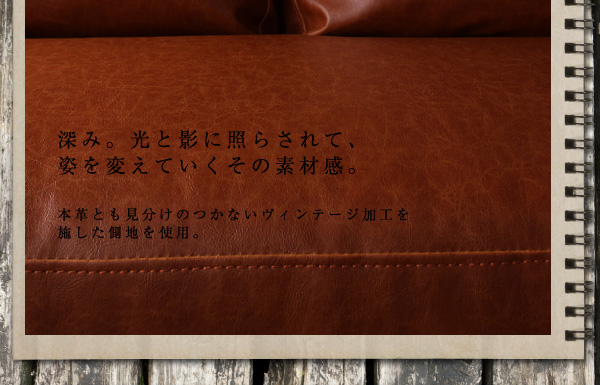 深み。光と影に照らされて、
姿を変えていくその素材感。
本革とも見分けのつかないヴィンテージ加工を
施した側地を使用。